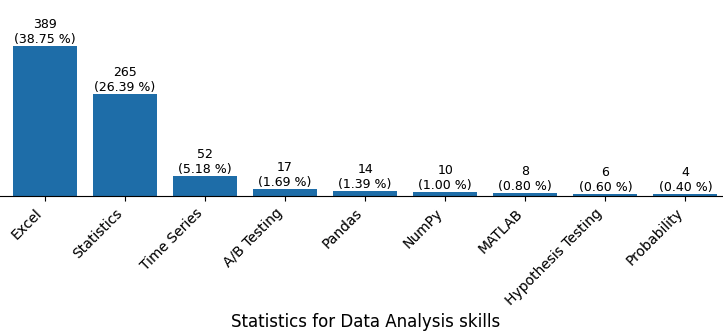 389
(38.75 %)
265
(26.39 %)
52
(5.18 %)
17
(1.69 %)
14
(1.39 %)
10
(1.00 %)
8
(0.80 %)
6
(0.60 %)
4
(0.40 %)
Excel
Statistics
Time Series
A/B Testing
Pandas
NumPy
MATLAB
Hypothesis Testing
Probability
Statistics for Data Analysis skills